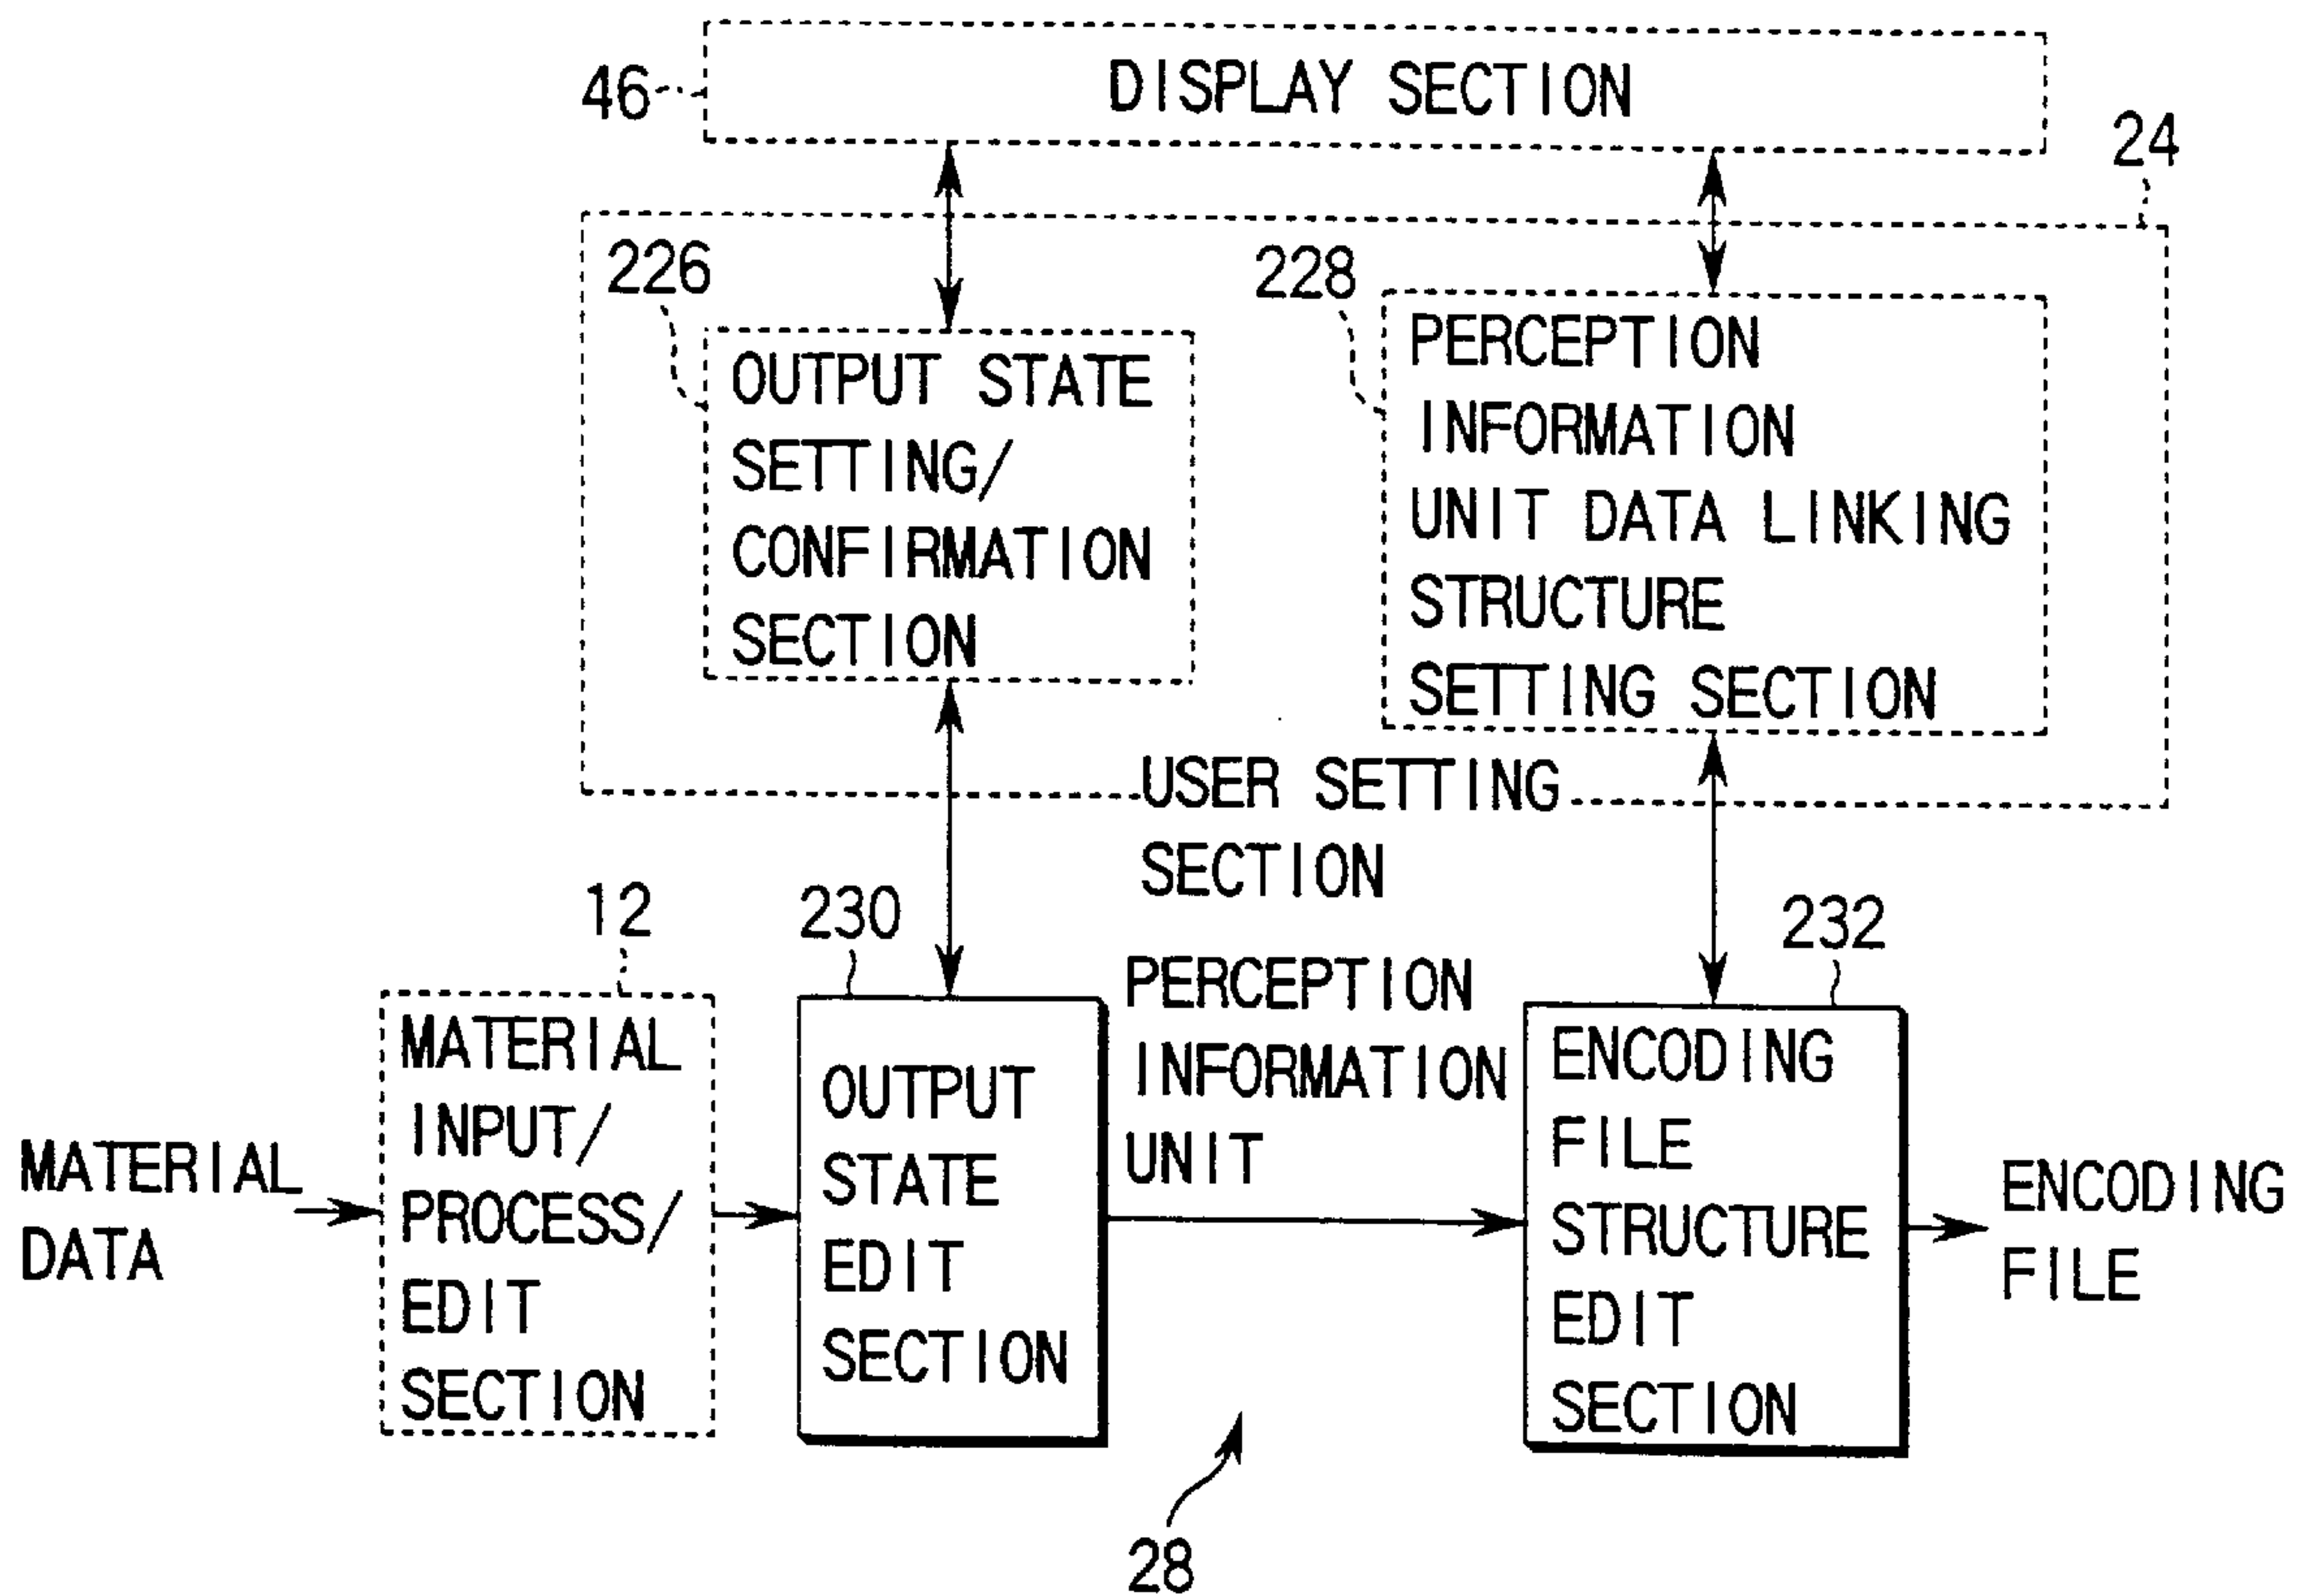 46
DISPLAY SECTION
24
226
OUTPUT STATE
SETTING/
CONFIRMATION
SECTION
228
PERCEPTION
INFORMATION
UNIT DATA LINKING
STRUCTURE
SETTING SECTION
USER SETTING
SECTION
MATERIAL
DATA
12
MATERIAL
INPUT/
PROCESS/
EDIT
SECTION
230
OUTPUT
STATE
EDIT
SECTION
PERCEPTION
INFORMATION
UNIT
232
ENCODING
FILE
STRUCTURE
EDIT
SECTION
ENCODING
FILE
28